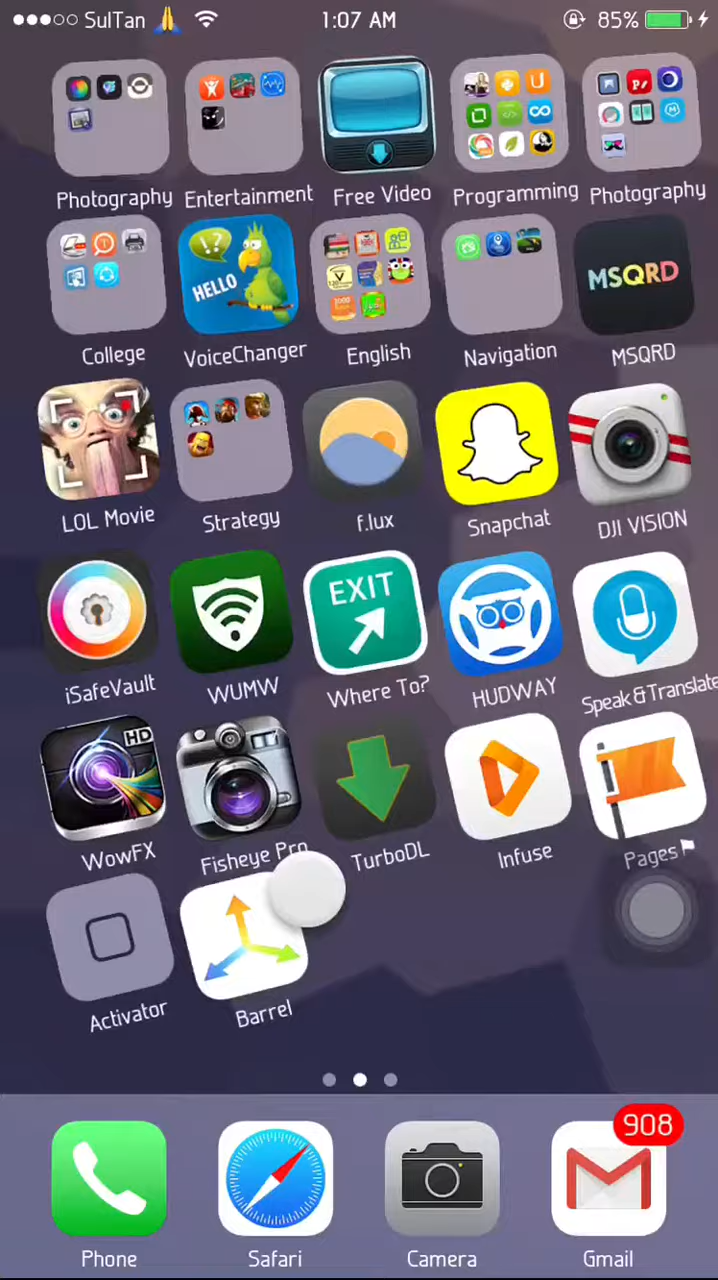 SulTan 🙏 1:07 AM 85%
Photography Entertainment Free Video Programming Photography
!? HELLO MSQRD
College VoiceChanger English Navigation MSQRD
LOL Movie Strategy f.lux Snapchat DJI VISION
EXIT
iSafeVault WUMW Where To? HUDWAY Speak&Translate
HD
WowFX Fisheye Pro TurboDL Infuse Pages
Activator Barrel
908
Phone Safari Camera Gmail